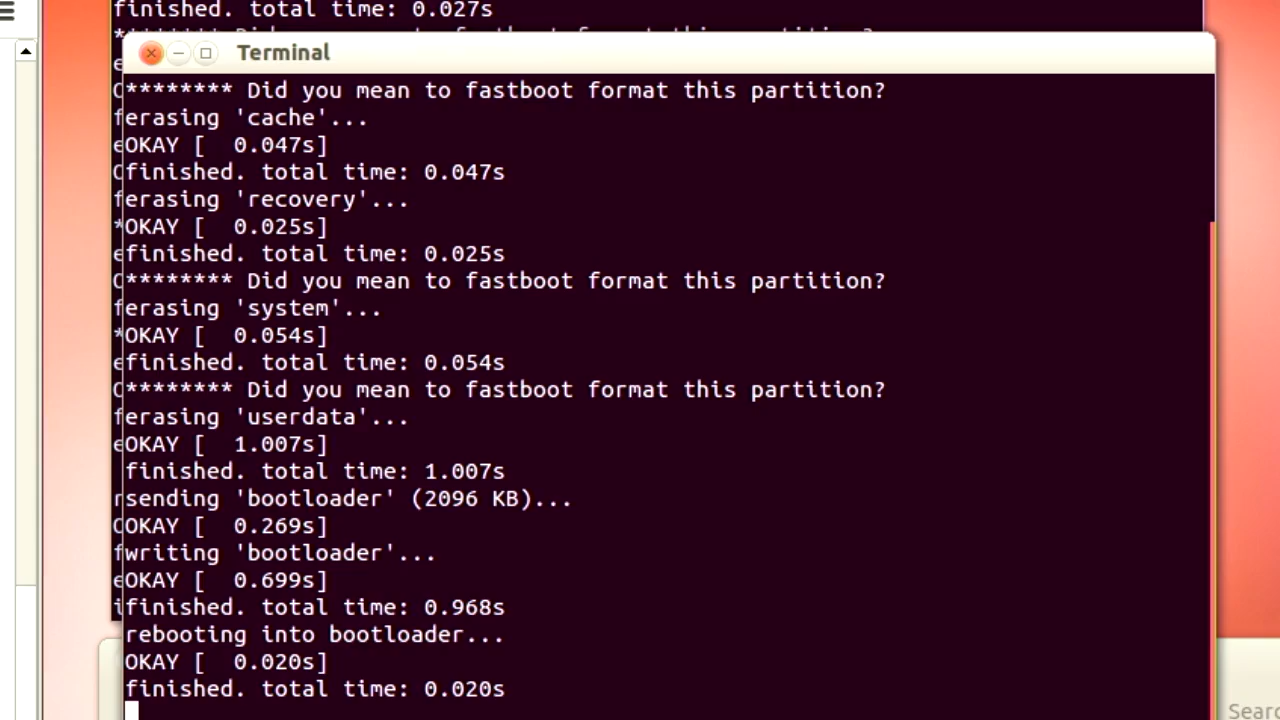 finished. total time: 0.027s
Terminal
******** Did you mean to fastboot format this partition?
erasing 'cache'...
OKAY [  0.047s]
finished. total time: 0.047s
erasing 'recovery'...
OKAY [  0.025s]
finished. total time: 0.025s
******** Did you mean to fastboot format this partition?
erasing 'system'...
OKAY [  0.054s]
finished. total time: 0.054s
******** Did you mean to fastboot format this partition?
erasing 'userdata'...
OKAY [  1.007s]
finished. total time: 1.007s
sending 'bootloader' (2096 KB)...
OKAY [  0.269s]
writing 'bootloader'...
OKAY [  0.699s]
finished. total time: 0.968s
rebooting into bootloader...
OKAY [  0.020s]
finished. total time: 0.020s